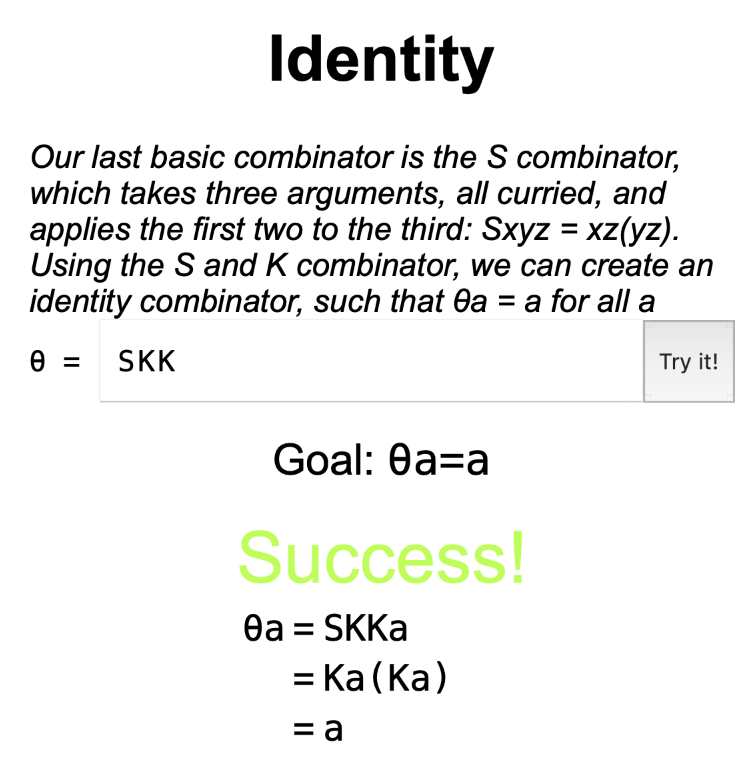 Identity
Our last basic combinator is the S combinator,
which takes three arguments, all curried, and
applies the first two to the third: Sxyz = xz(yz).
Using the S and K combinator, we can create an
identity combinator, such that θa = a for all a
θ = SKK Try it!
Goal: θa=a
Success!
θa = SKKa
= Ka(Ka)
= a